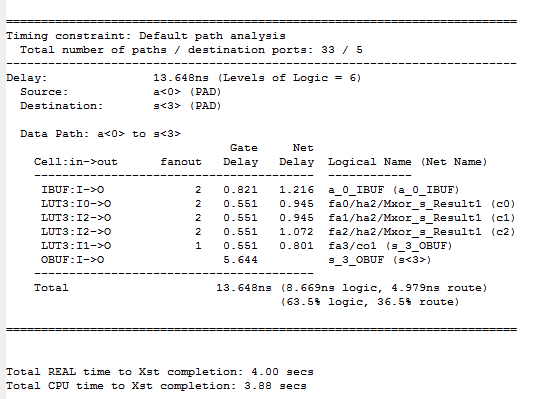 =========================================================================
Timing constraint: Default path analysis
  Total number of paths / destination ports: 33 / 5
-------------------------------------------------------------------------
Delay:               13.648ns (Levels of Logic = 6)
  Source:            a<0> (PAD)
  Destination:       s<3> (PAD)

  Data Path: a<0> to s<3>
                                Gate     Net
    Cell:in->out      fanout   Delay   Delay  Logical Name (Net Name)
    ----------------------------------------  ------------
     IBUF:I->O             2   0.821   1.216  a_0_IBUF (a_0_IBUF)
     LUT3:I0->O            2   0.551   0.945  fa0/ha2/Mxor_s_Result1 (c0)
     LUT3:I2->O            2   0.551   0.945  fa1/ha2/Mxor_s_Result1 (c1)
     LUT3:I2->O            2   0.551   1.072  fa2/ha2/Mxor_s_Result1 (c2)
     LUT3:I1->O            1   0.551   0.801  fa3/co1 (s_3_OBUF)
     OBUF:I->O                 5.644          s_3_OBUF (s<3>)
    ----------------------------------------
    Total                     13.648ns (8.669ns logic, 4.979ns route)
                                       (63.5% logic, 36.5% route)

=========================================================================

Total REAL time to Xst completion: 4.00 secs
Total CPU time to Xst completion: 3.88 secs